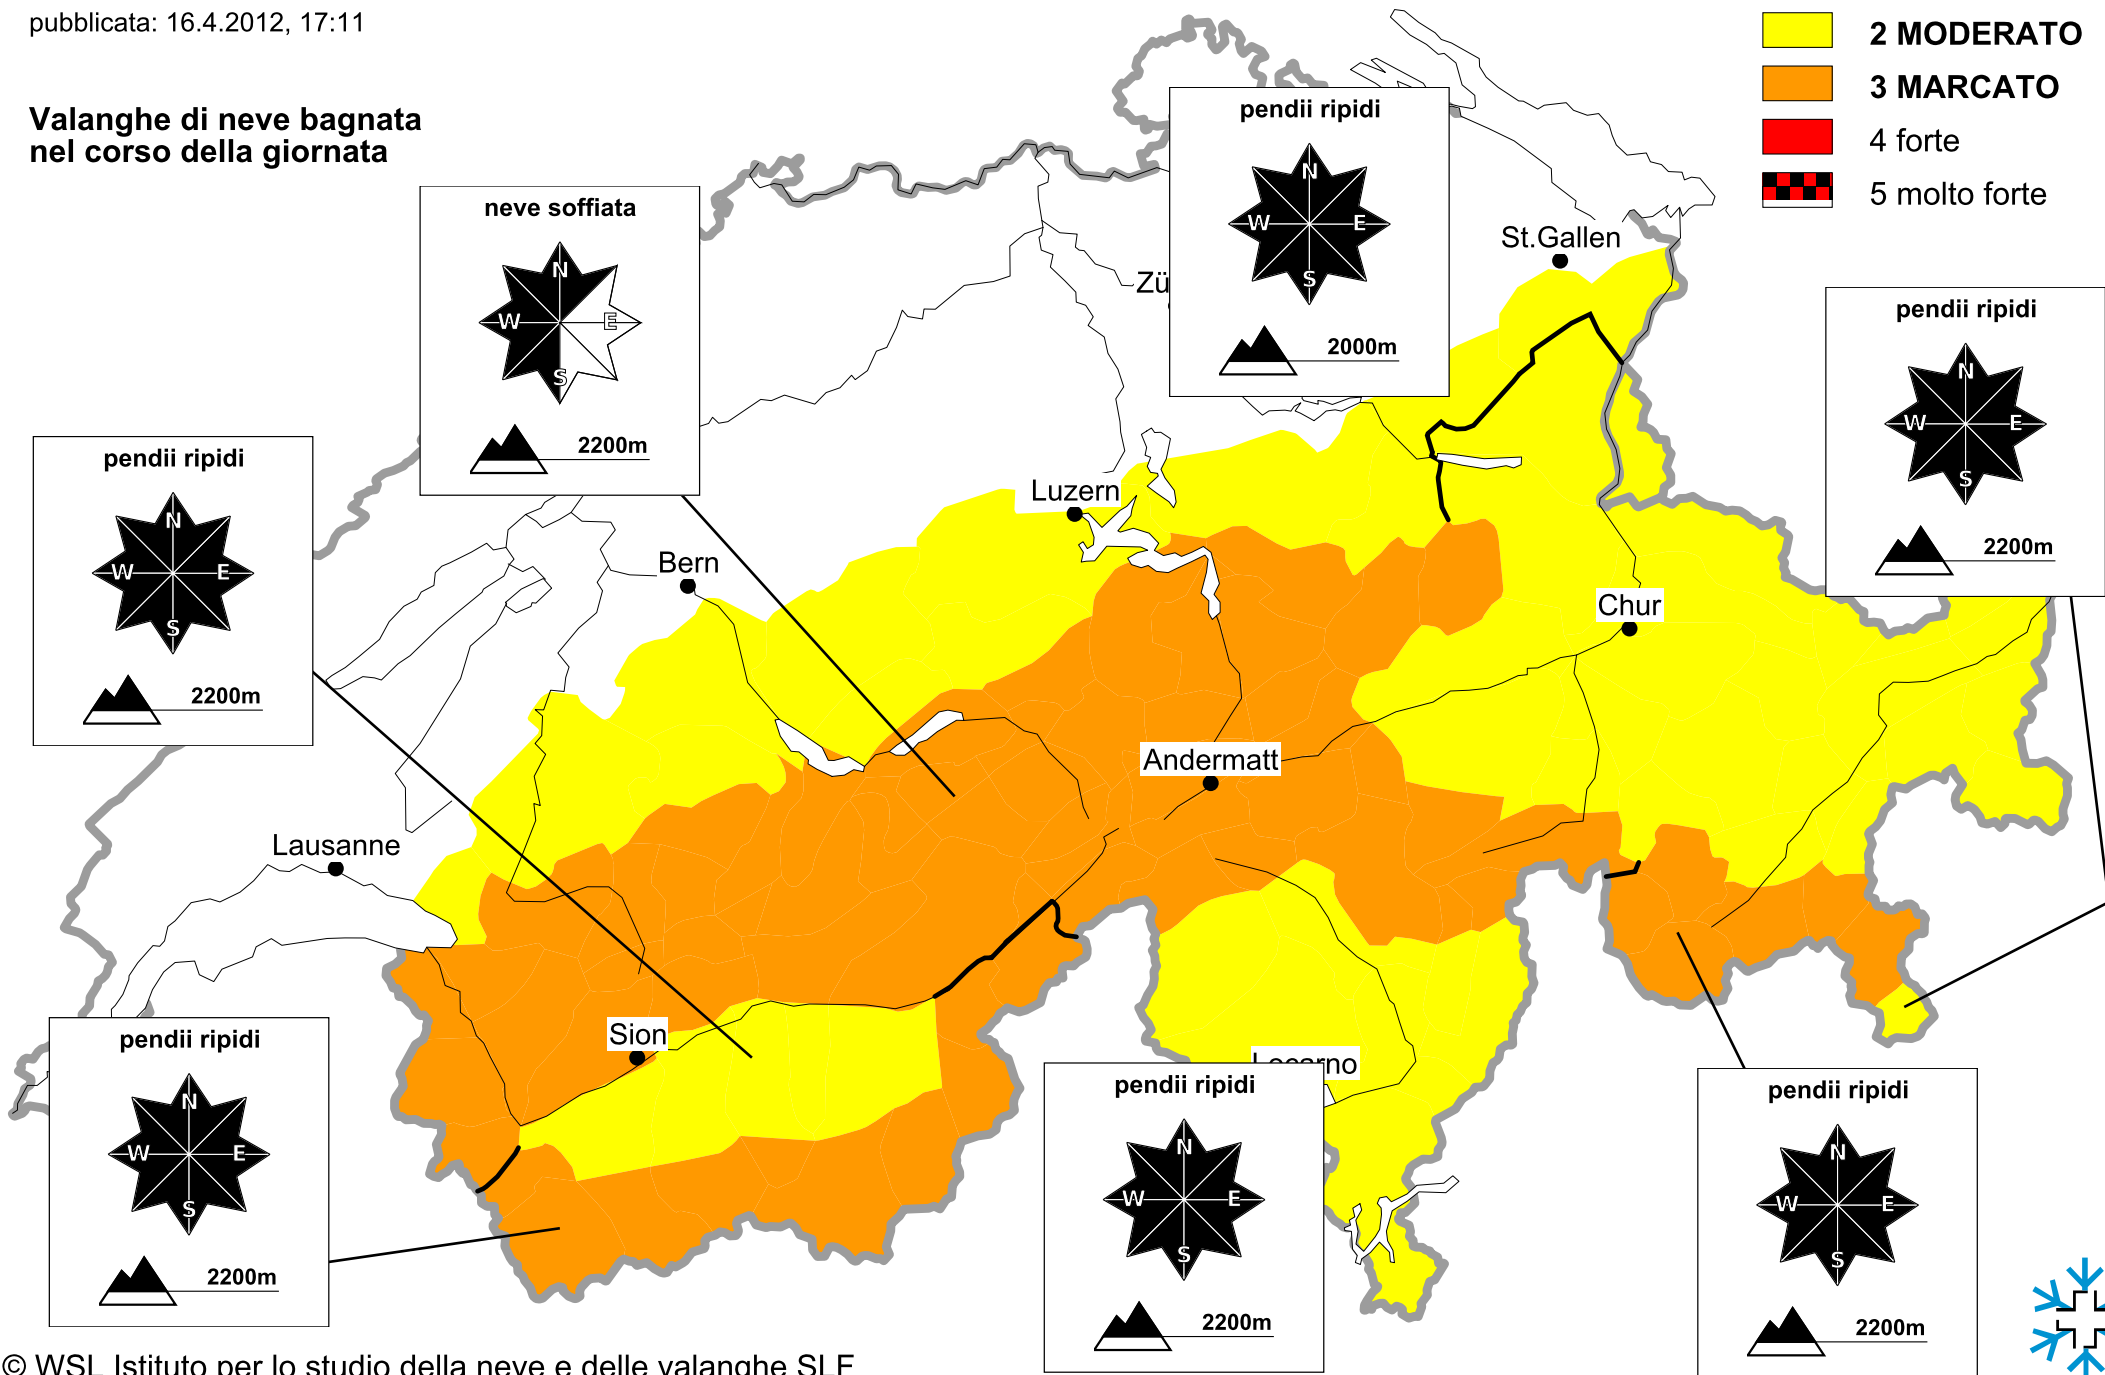 pubblicata: 16.4.2012, 17:11
2 MODERATO
3 MARCATO
4 forte
5 molto forte
Valanghe di neve bagnata
nel corso della giornata
pendii ripidi
N
W E
S
2000m
neve soffiata
N
W E
S
2200m
St.Gallen
Zü
pendii ripidi
N
W E
S
2200m
pendii ripidi
N
W E
S
2200m
Luzern
Bern
Chur
Andermatt
Lausanne
Sion
pendii ripidi
N
W E
S
2200m
pendii ripidi
N
W E
S
2200m
pendii ripidi
N
W E
S
2200m
© WSL Istituto per lo studio della neve e delle valanghe SLF